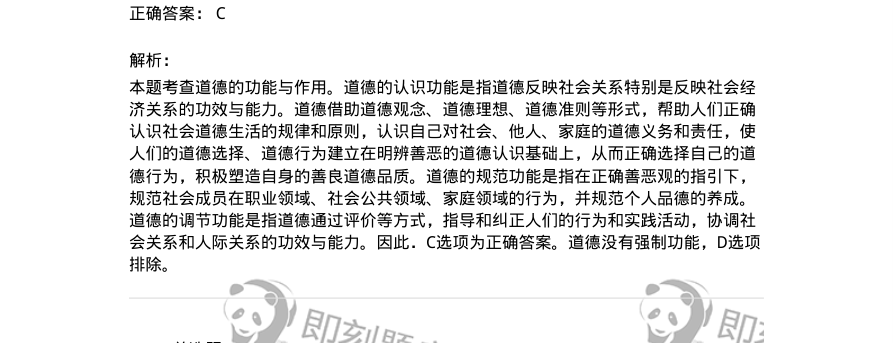 正确答案： C
解析：
本题考查道德的功能与作用。道德的认识功能是指道德反映社会关系特别是反映社会经
济关系的功效与能力。道德借助道德观念、道德理想、道德准则等形式，帮助人们正确
认识社会道德生活的规律和原则，认识自己对社会、他人、家庭的道德义务和责任，使
人们的道德选择、道德行为建立在明辨善恶的道德认识基础上，从而正确选择自己的道
德行为，积极塑造自身的善良道德品质。道德的规范功能是指在正确善恶观的指引下，
规范社会成员在职业领域、社会公共领域、家庭领域的行为，并规范个人品德的养成。
道德的调节功能是指道德通过评价等方式，指导和纠正人们的行为和实践活动，协调社
会关系和人际关系的功效与能力。因此．C选项为正确答案。道德没有强制功能，D选项
排除。
即刻题
即